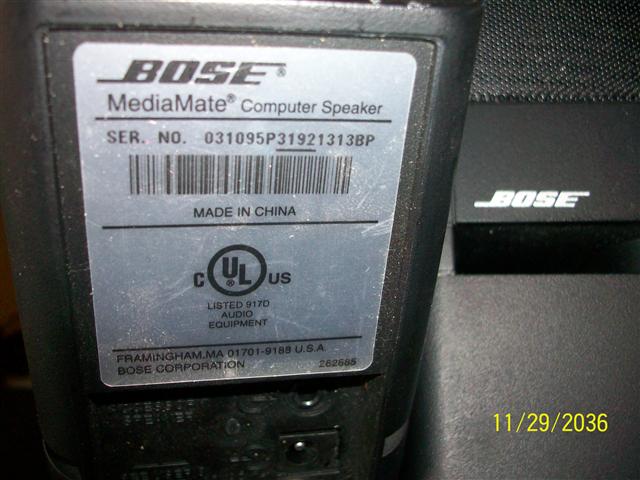 BOSE®
MediaMate® Computer Speaker
SER. NO. 031095P31921313BP
MADE IN CHINA
C UL® US
LISTED 917D
AUDIO
EQUIPMENT
FRAMINGHAM, MA 01701-9188 U.S.A.
BOSE CORPORATION 262685
BOSE
11/29/2036